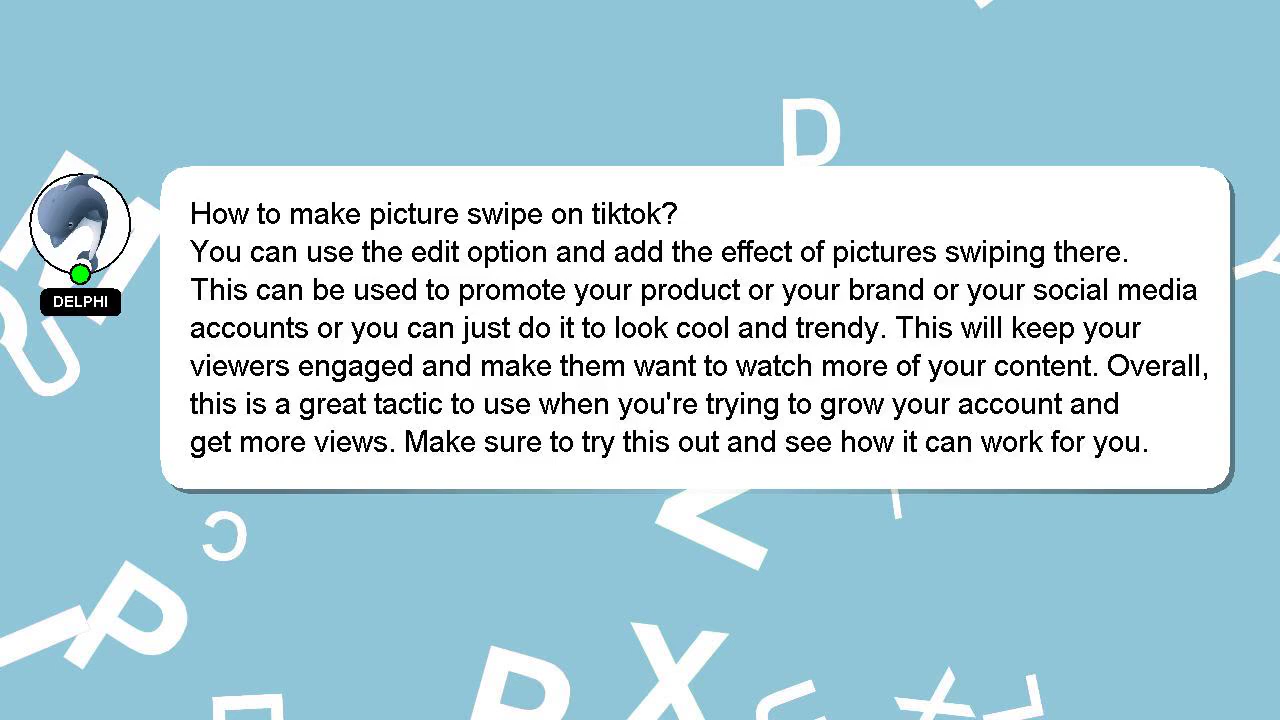 D
How to make picture swipe on tiktok?
You can use the edit option and add the effect of pictures swiping there.
This can be used to promote your product or your brand or your social media
accounts or you can just do it to look cool and trendy. This will keep your
viewers engaged and make them want to watch more of your content. Overall,
this is a great tactic to use when you're trying to grow your account and
get more views. Make sure to try this out and see how it can work for you.
DELPHI
U
Z
C
P
X
P
U
X